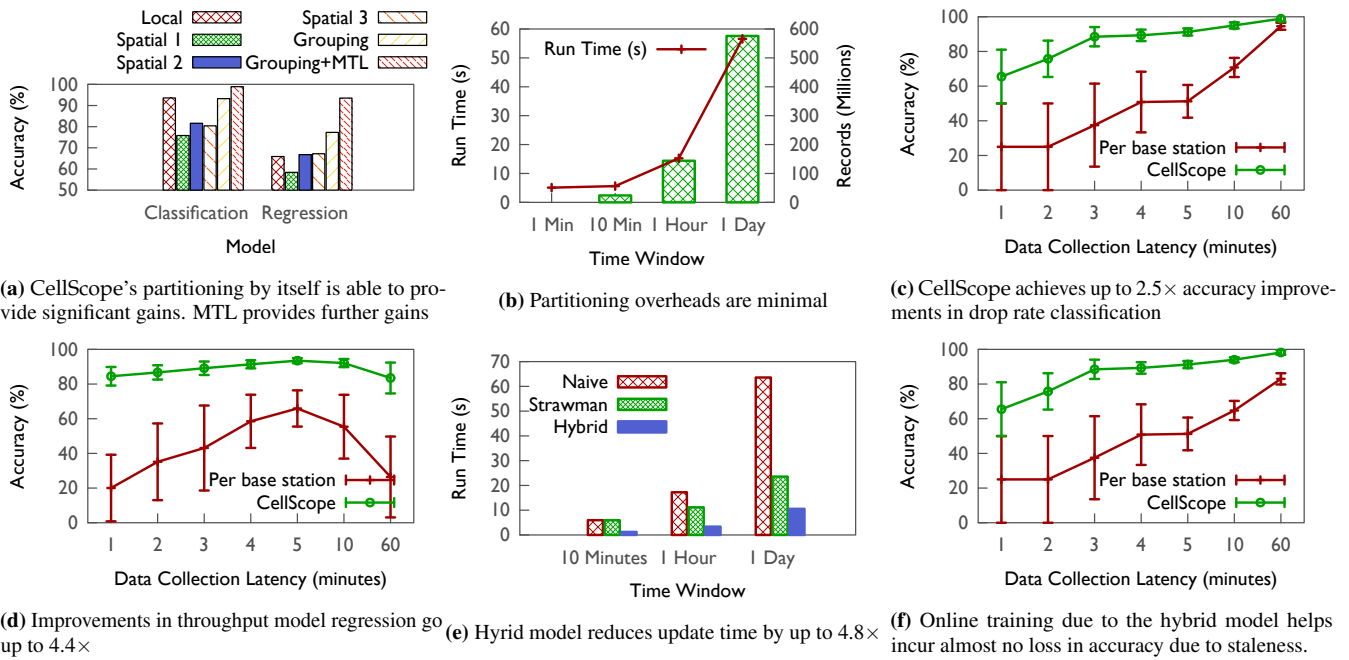 Local
Spatial 1
Spatial 2
Spatial 3
Grouping
Grouping+MTL
Accuracy (%)
100
90
80
70
60
50
Classification
Regression
Model
(a) CellScope's partitioning by itself is able to pro-
vide significant gains. MTL provides further gains
Run Time (s)
60
50
40
30
20
10
0
Run Time (s)
600
500
400
300
200
100
0
Records (Millions)
1 Min
10 Min
1 Hour
1 Day
Time Window
(b) Partitioning overheads are minimal
Accuracy (%)
100
80
60
40
20
0
Per base station
CellScope
1
2
3
4
5
10
60
Data Collection Latency (minutes)
(c) CellScope achieves up to 2.5× accuracy improve-
ments in drop rate classification
Accuracy (%)
100
80
60
40
20
0
Per base station
CellScope
1
2
3
4
5
10
60
Data Collection Latency (minutes)
(d) Improvements in throughput model regression go
up to 4.4×
Run Time (s)
70
60
50
40
30
20
10
0
Naive
Strawman
Hybrid
10 Minutes
1 Hour
1 Day
Time Window
(e) Hyrid model reduces update time by up to 4.8×
Accuracy (%)
100
80
60
40
20
0
Per base station
CellScope
1
2
3
4
5
10
60
Data Collection Latency (minutes)
(f) Online training due to the hybrid model helps
incur almost no loss in accuracy due to staleness.